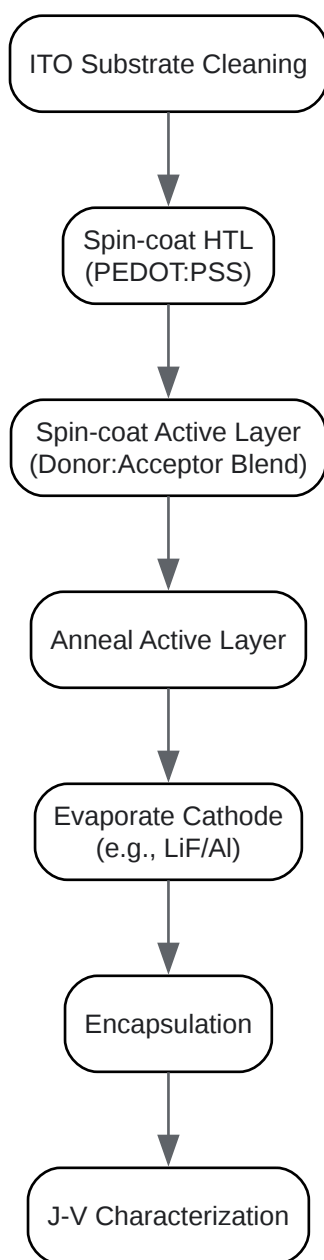 ITO Substrate Cleaning
Spin-coat HTL
(PEDOT:PSS)
Spin-coat Active Layer
(Donor:Acceptor Blend)
Anneal Active Layer
Evaporate Cathode
(e.g., LiF/Al)
Encapsulation
J-V Characterization